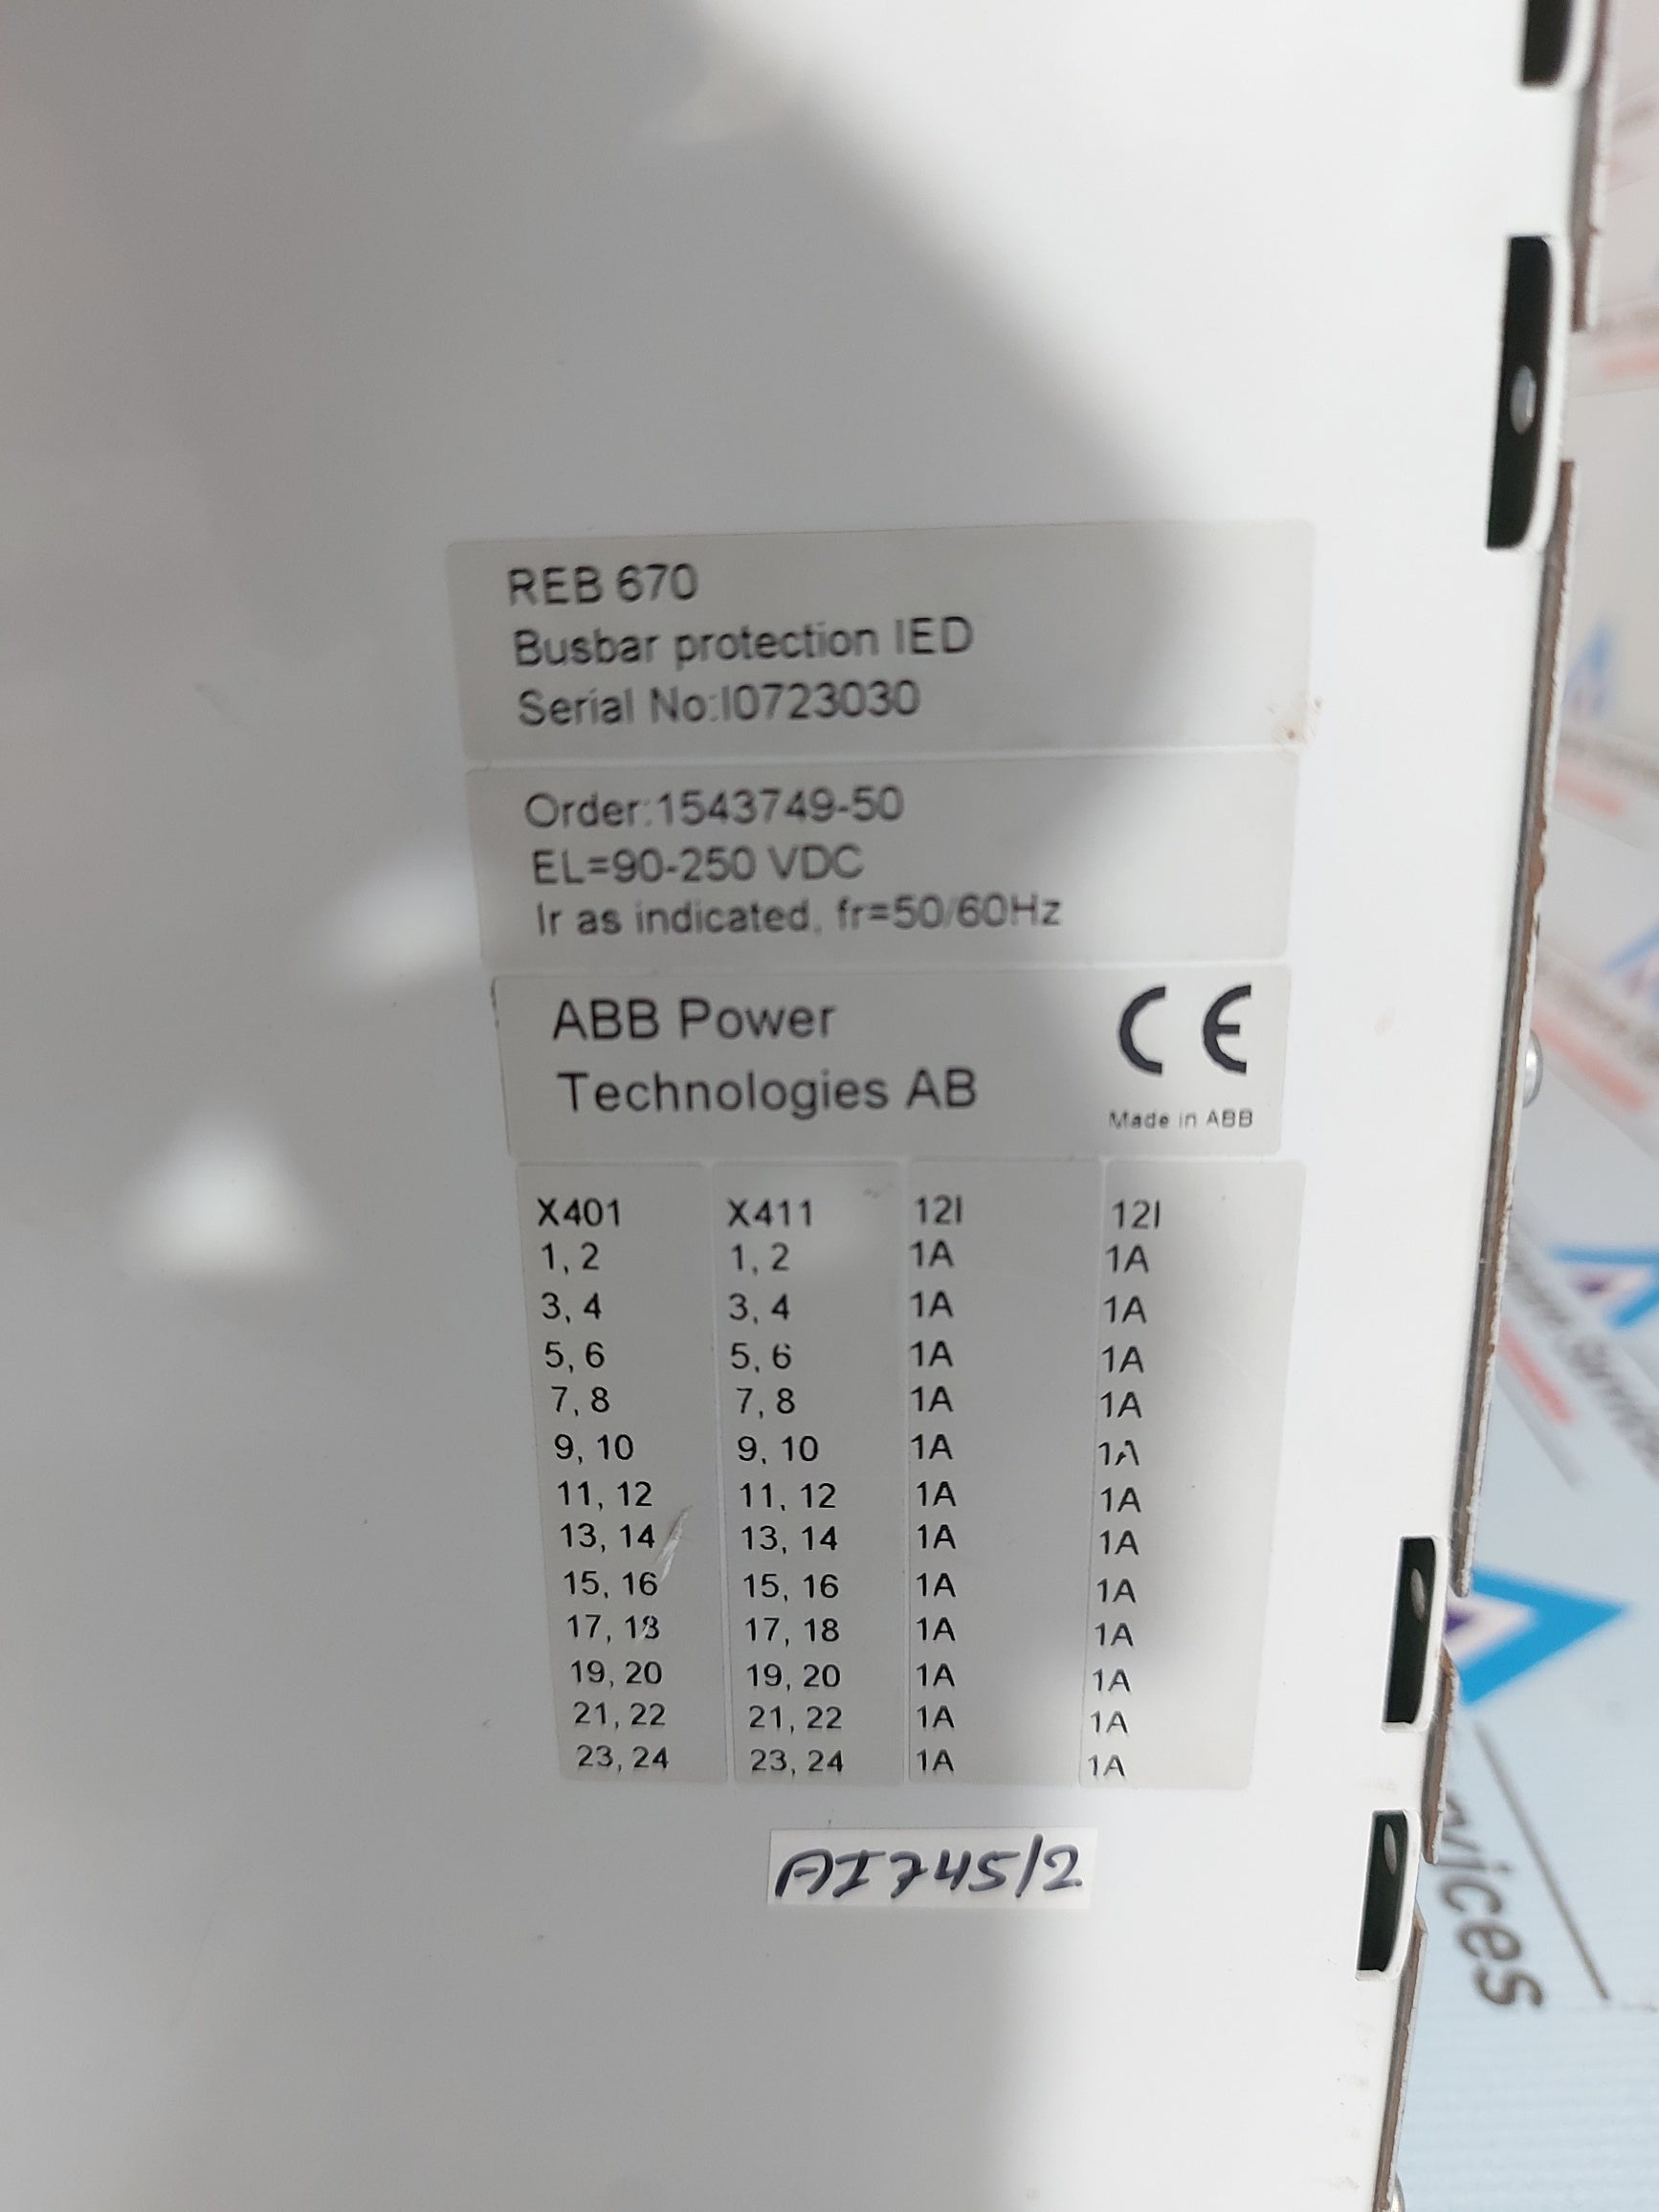 REB 670
Busbar protection IED
Serial No:I0723030
Order:1543749-50
EL=90-250 VDC
Ir as indicated, fr=50/60Hz
ABB Power
Technologies AB
CE
Made in ABB
X401 X411 12I 12I
1, 2 1, 2 1A 1A
3, 4 3, 4 1A 1A
5, 6 5, 6 1A 1A
7, 8 7, 8 1A 1A
9, 10 9, 10 1A 1A
11, 12 11, 12 1A 1A
13, 14 13, 14 1A 1A
15, 16 15, 16 1A 1A
17, 18 17, 18 1A 1A
19, 20 19, 20 1A 1A
21, 22 21, 22 1A 1A
23, 24 23, 24 1A 1A
AI745/2